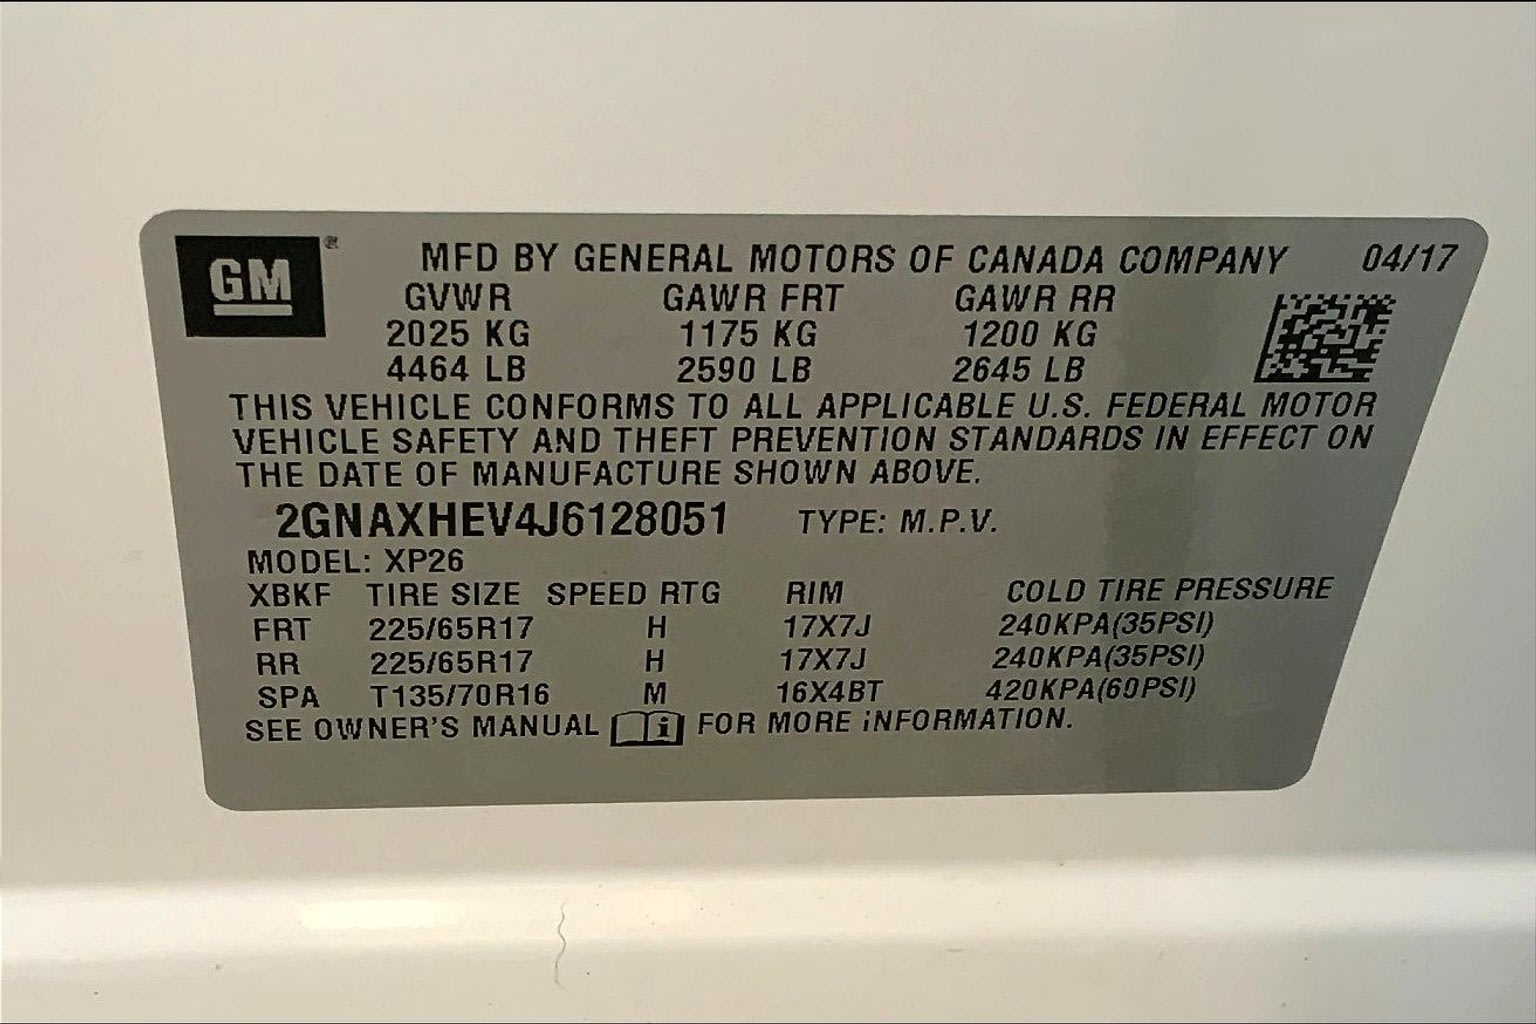 GM ®
MFD BY GENERAL MOTORS OF CANADA COMPANY 04/17
GVWR GAWR FRT GAWR RR
2025 KG 1175 KG 1200 KG
4464 LB 2590 LB 2645 LB
THIS VEHICLE CONFORMS TO ALL APPLICABLE U.S. FEDERAL MOTOR
VEHICLE SAFETY AND THEFT PREVENTION STANDARDS IN EFFECT ON
THE DATE OF MANUFACTURE SHOWN ABOVE.
2GNAXHEV4J6128051 TYPE: M.P.V.
MODEL: XP26
XBKF TIRE SIZE SPEED RTG RIM COLD TIRE PRESSURE
FRT 225/65R17 H 17X7J 240KPA(35PSI)
RR 225/65R17 H 17X7J 240KPA(35PSI)
SPA T135/70R16 M 16X4BT 420KPA(60PSI)
SEE OWNER'S MANUAL i FOR MORE iNFORMATION.